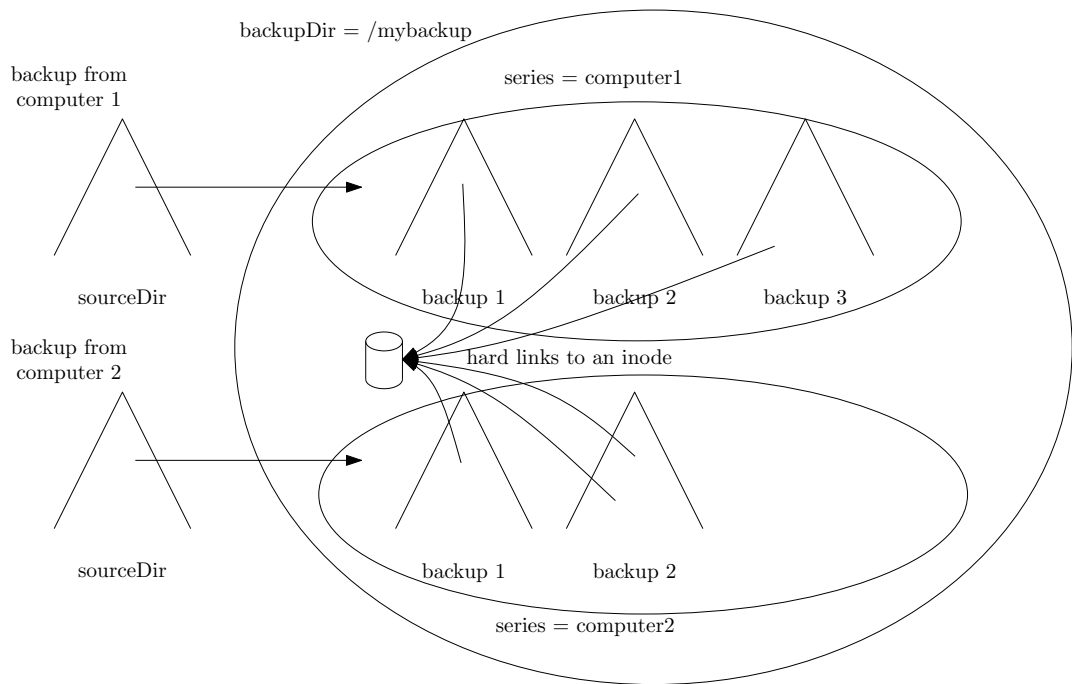 backupDir = /mybackup
backup from
computer 1
series = computer1
sourceDir
backup 1
backup 2
backup 3
backup from
computer 2
hard links to an inode
sourceDir
backup 1
backup 2
series = computer2